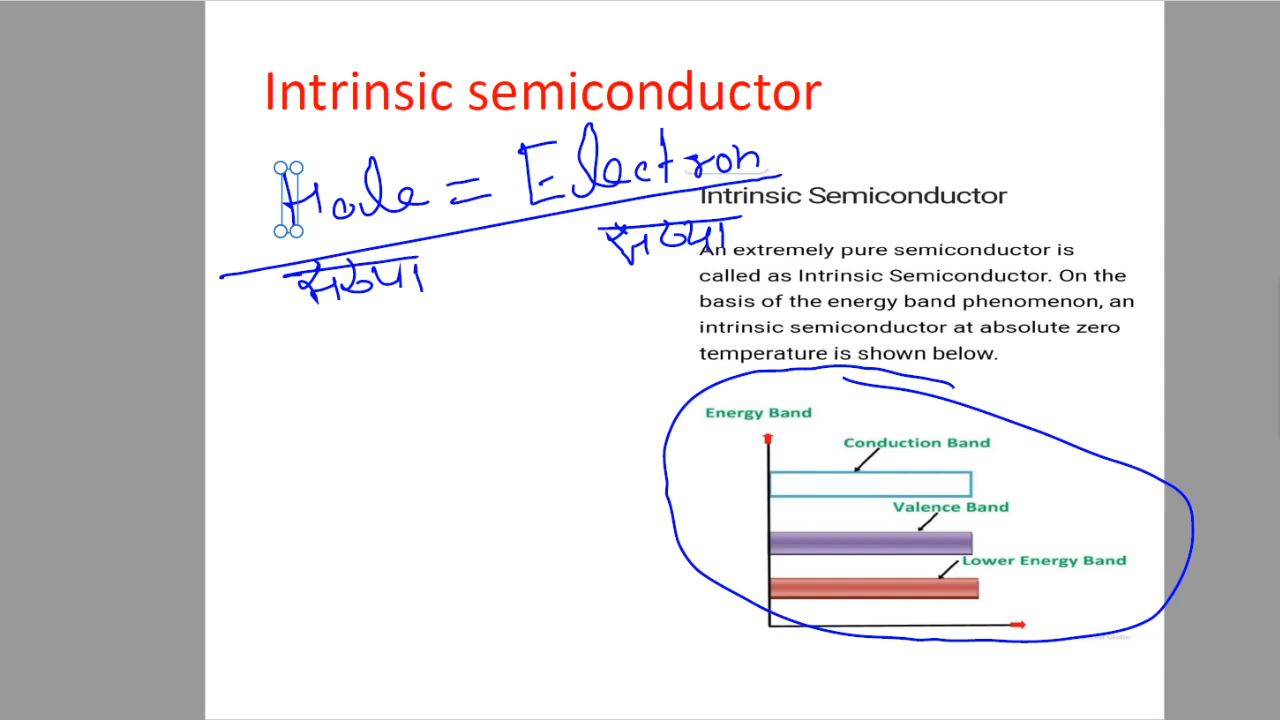 Intrinsic semiconductor
Hole = Electron
संख्या संख्या
Intrinsic Semiconductor
An extremely pure semiconductor is
called as Intrinsic Semiconductor. On the
basis of the energy band phenomenon, an
intrinsic semiconductor at absolute zero
temperature is shown below.
Energy Band
Conduction Band
Valence Band
Lower Energy Band